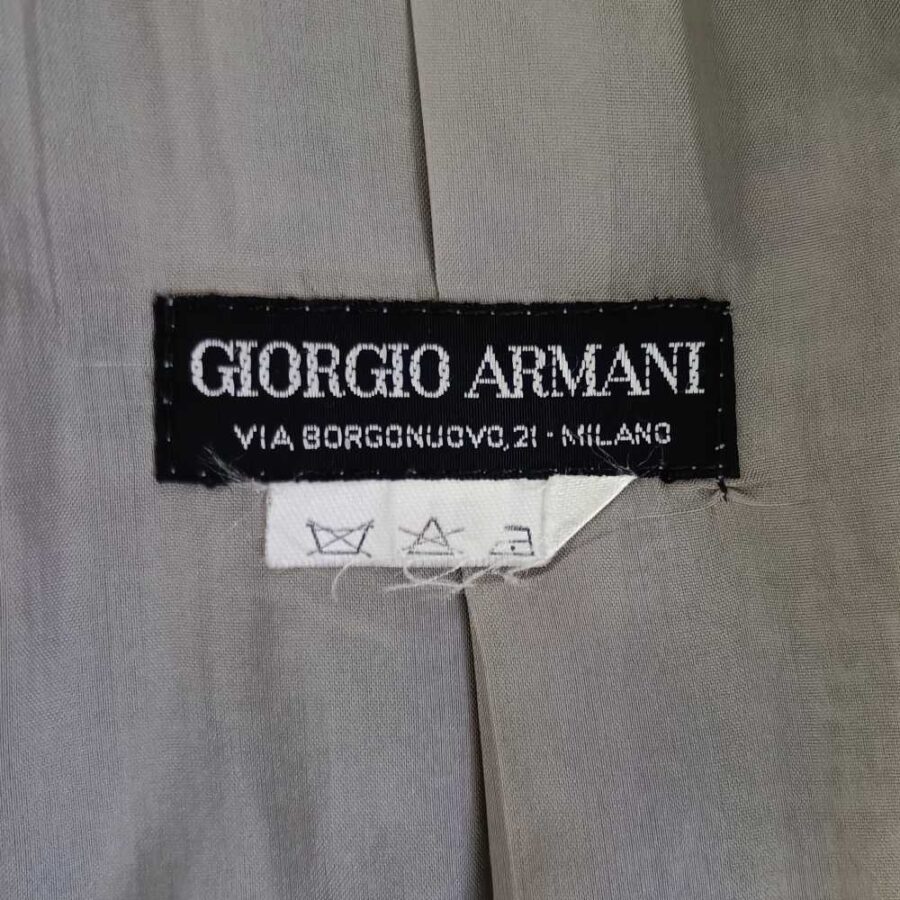 GIORGIO ARMANI
VIA BORGONUOVO, 21 - MILANO